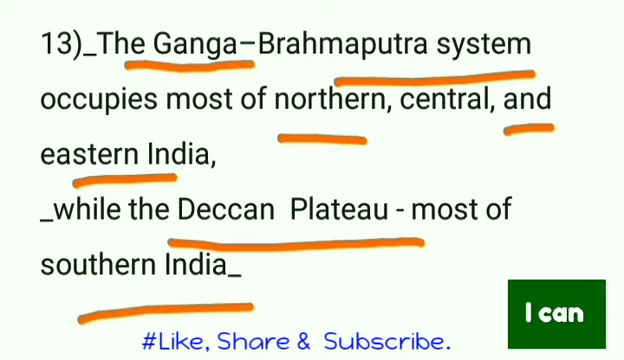 13)_The Ganga–Brahmaputra system
occupies most of northern, central, and
eastern India,
_while the Deccan Plateau - most of
southern India_
I can
#Like, Share & Subscribe.